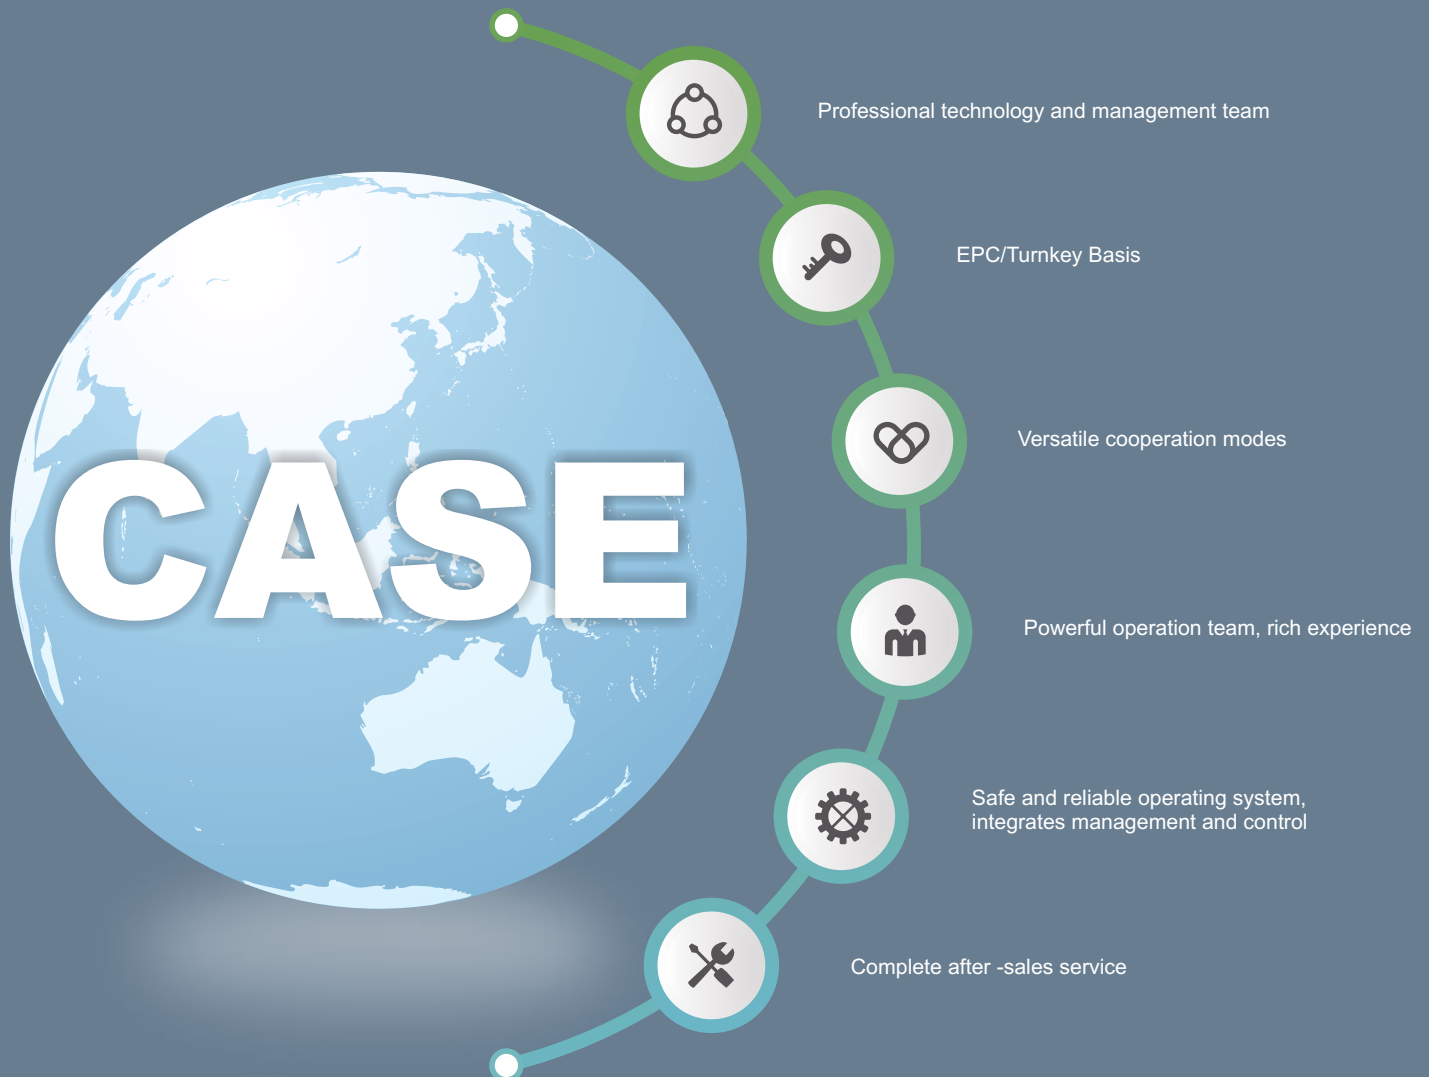 CASE
Professional technology and management team
EPC/Turnkey Basis
Versatile cooperation modes
Powerful operation team, rich experience
Safe and reliable operating system,
integrates management and control
Complete after -sales service